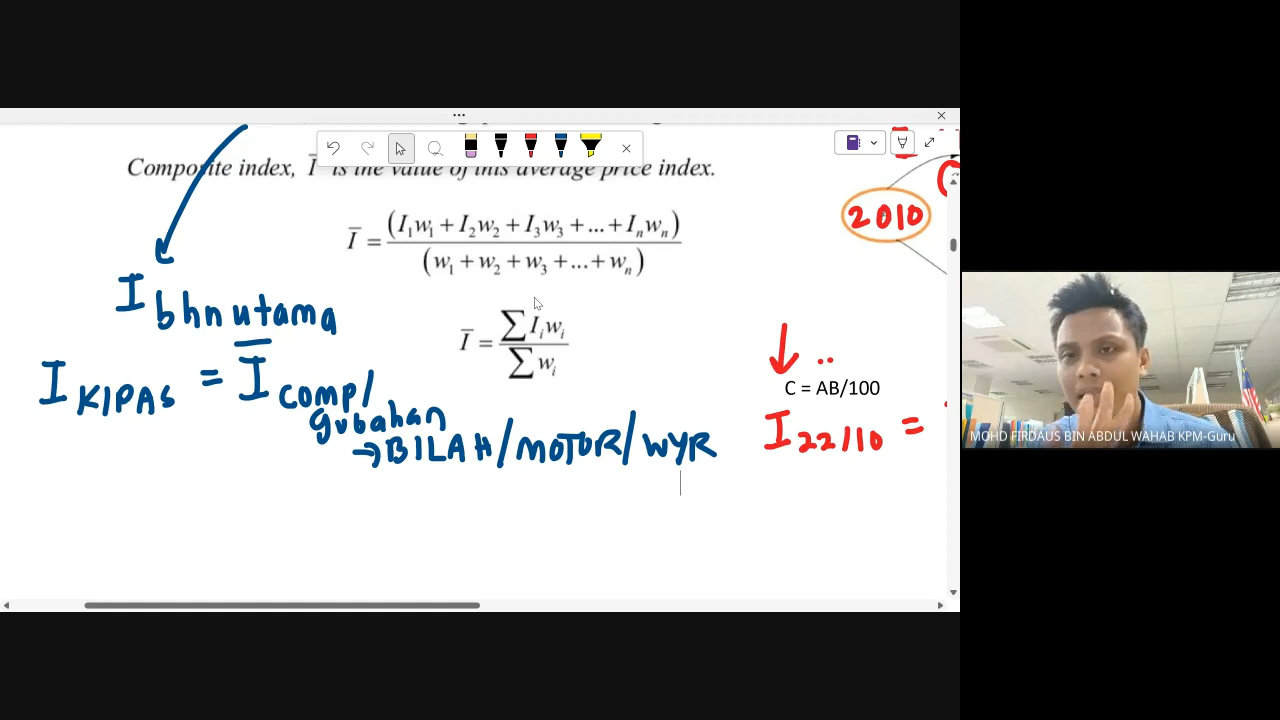 Composite index, Ī is the value of this average price index.
Ī = (I₁w₁ + I₂w₂ + I₃w₃ + ... + Iₙwₙ) / (w₁ + w₂ + w₃ + ... + wₙ)
2010
I bhn utama
Ī = ∑Iᵢwᵢ / ∑wᵢ
I KIPAS = Ī comp/
gubahan
→ BILAH/MOTOR/WYR
C = AB/100
I 22/10 =
MOHD FIRDAUS BIN ABDUL WAHAB KPM-Guru